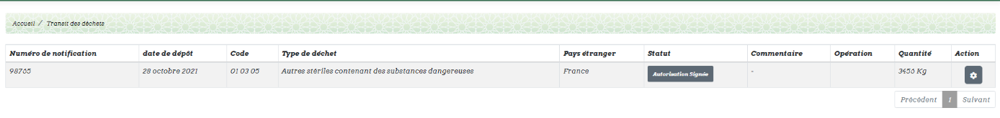 Accueil / Transit des déchets
Numéro de notification date de dépôt Code Type de déchet Pays étranger Statut Commentaire Opération Quantité Action
98765 28 octobre 2021 01 03 05 Autres stériles contenant des substances dangereuses France Autorisation Signée - 3456 Kg
Précédent 1 Suivant